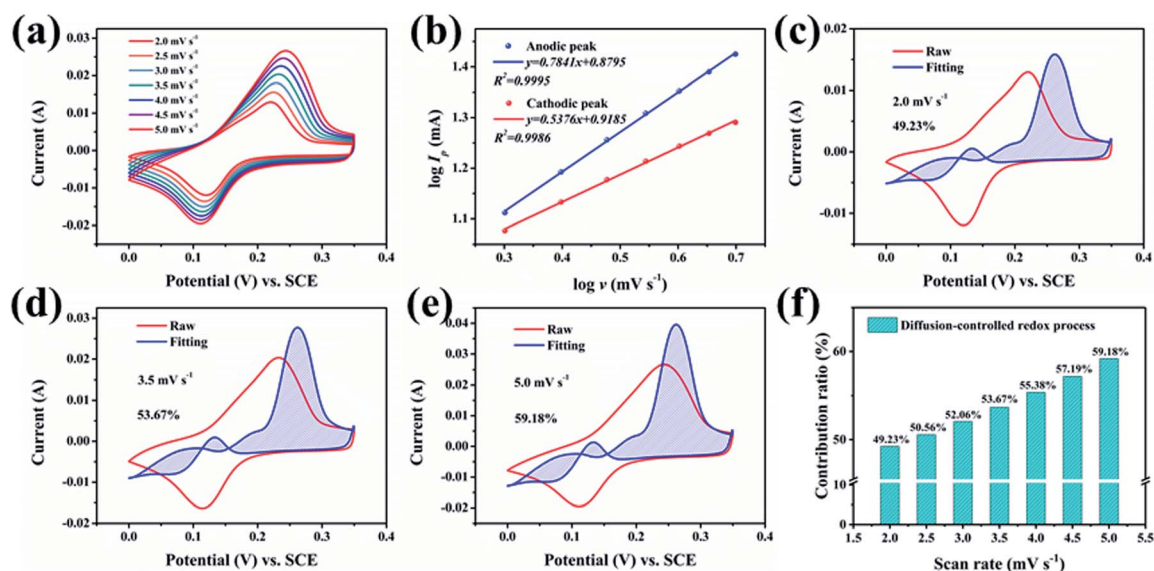 (a)
2.0 mV s⁻¹
2.5 mV s⁻¹
3.0 mV s⁻¹
3.5 mV s⁻¹
4.0 mV s⁻¹
4.5 mV s⁻¹
5.0 mV s⁻¹
Current (A)
0.03
0.02
0.01
0.00
-0.01
-0.02
0.0 0.1 0.2 0.3 0.4
Potential (V) vs. SCE
(b)
Anodic peak
y=0.7841x+0.8795
R²=0.9995
Cathodic peak
y=0.5376x+0.9185
R²=0.9986
log Iₚ (mA)
1.4
1.3
1.2
1.1
0.3 0.4 0.5 0.6 0.7
log v (mV s⁻¹)
(c)
Raw
Fitting
2.0 mV s⁻¹
49.23%
Current (A)
0.02
0.01
0.00
-0.01
0.0 0.1 0.2 0.3 0.4
Potential (V) vs. SCE
(d)
Raw
Fitting
3.5 mV s⁻¹
53.67%
Current (A)
0.03
0.02
0.01
0.00
-0.01
-0.02
0.0 0.1 0.2 0.3 0.4
Potential (V) vs. SCE
(e)
Raw
Fitting
5.0 mV s⁻¹
59.18%
Current (A)
0.04
0.03
0.02
0.01
0.00
-0.01
-0.02
0.0 0.1 0.2 0.3 0.4
Potential (V) vs. SCE
(f)
Diffusion-controlled redox process
Contribution ratio (%)
60
50
10
0
49.23% 50.56% 52.06% 53.67% 55.38% 57.19% 59.18%
1.5 2.0 2.5 3.0 3.5 4.0 4.5 5.0 5.5
Scan rate (mV s⁻¹)